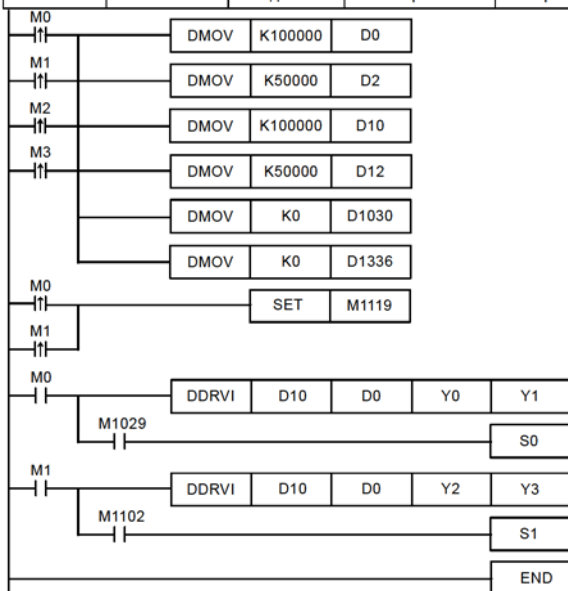 M0
DMOV K100000 D0
M1
DMOV K50000 D2
M2
DMOV K100000 D10
M3
DMOV K50000 D12
DMOV K0 D1030
DMOV K0 D1336
M0
SET M1119
M1
M0
DDRVI D10 D0 Y0 Y1
M1029
S0
M1
DDRVI D10 D0 Y2 Y3
M1102
S1
END